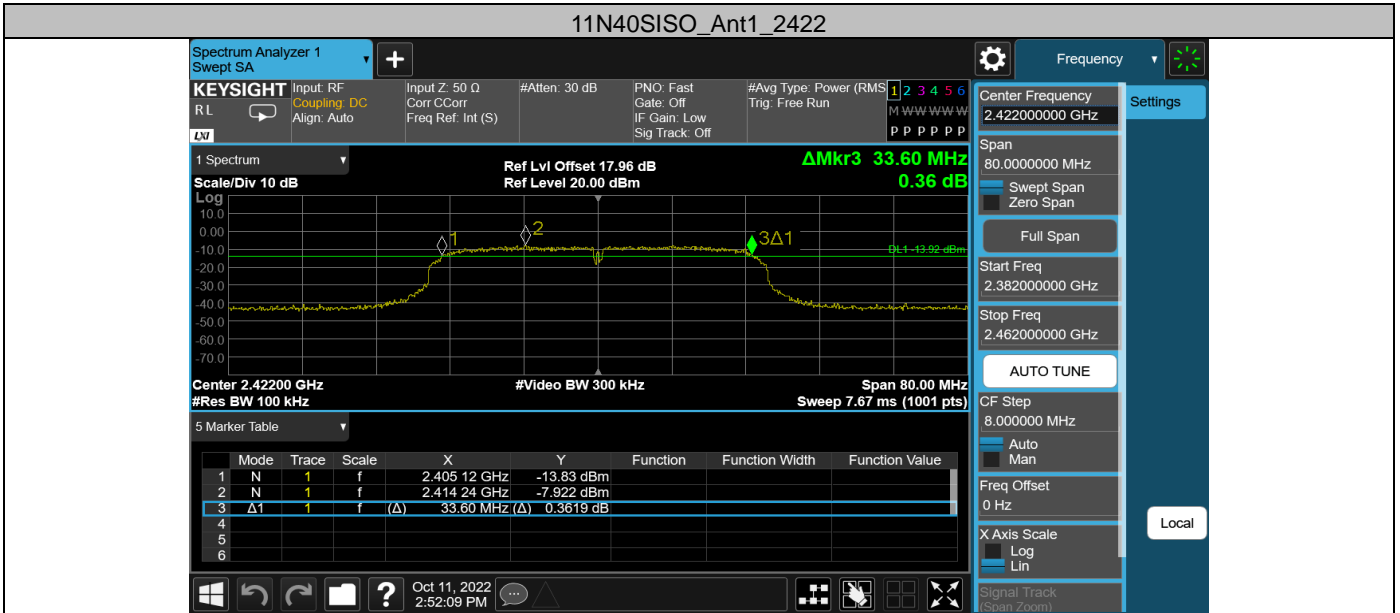 11N40SISO_Ant1_2422
Spectrum Analyzer 1
Swept SA
+
Frequency
KEYSIGHT
RL
LXI
Input: RF
Coupling: DC
Align: Auto
Input Z: 50 Ω
Corr CCorr
Freq Ref: Int (S)
#Atten: 30 dB
PNO: Fast
Gate: Off
IF Gain: Low
Sig Track: Off
#Avg Type: Power (RMS
Trig: Free Run
1 2 3 4 5 6
M W W W W W
P P P P P P
1 Spectrum
Scale/Div 10 dB
Ref Lvl Offset 17.96 dB
Ref Level 20.00 dBm
ΔMkr3 33.60 MHz
0.36 dB
Log
10.0
0.00
-10.0
-20.0
-30.0
-40.0
-50.0
-60.0
-70.0
1
2
3Δ1
DL1 -13.92 dBm
Center 2.42200 GHz
#Res BW 100 kHz
#Video BW 300 kHz
Span 80.00 MHz
Sweep 7.67 ms (1001 pts)
5 Marker Table
Mode Trace Scale X Y Function Function Width Function Value
1 N 1 f 2.405 12 GHz -13.83 dBm
2 N 1 f 2.414 24 GHz -7.922 dBm
3 Δ1 1 f (Δ) 33.60 MHz (Δ) 0.3619 dB
4
5
6
?
Oct 11, 2022
2:52:09 PM
Center Frequency
2.422000000 GHz
Span
80.0000000 MHz
Swept Span
Zero Span
Full Span
Start Freq
2.382000000 GHz
Stop Freq
2.462000000 GHz
AUTO TUNE
CF Step
8.000000 MHz
Auto
Man
Freq Offset
0 Hz
X Axis Scale
Log
Lin
Signal Track
(Span Zoom)
Settings
Local